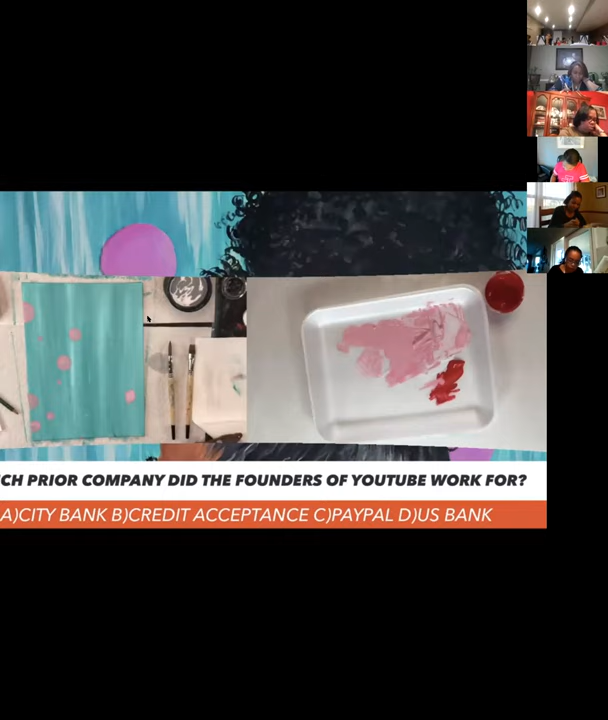 CH PRIOR COMPANY DID THE FOUNDERS OF YOUTUBE WORK FOR?
A)CITY BANK B)CREDIT ACCEPTANCE C)PAYPAL D)US BANK